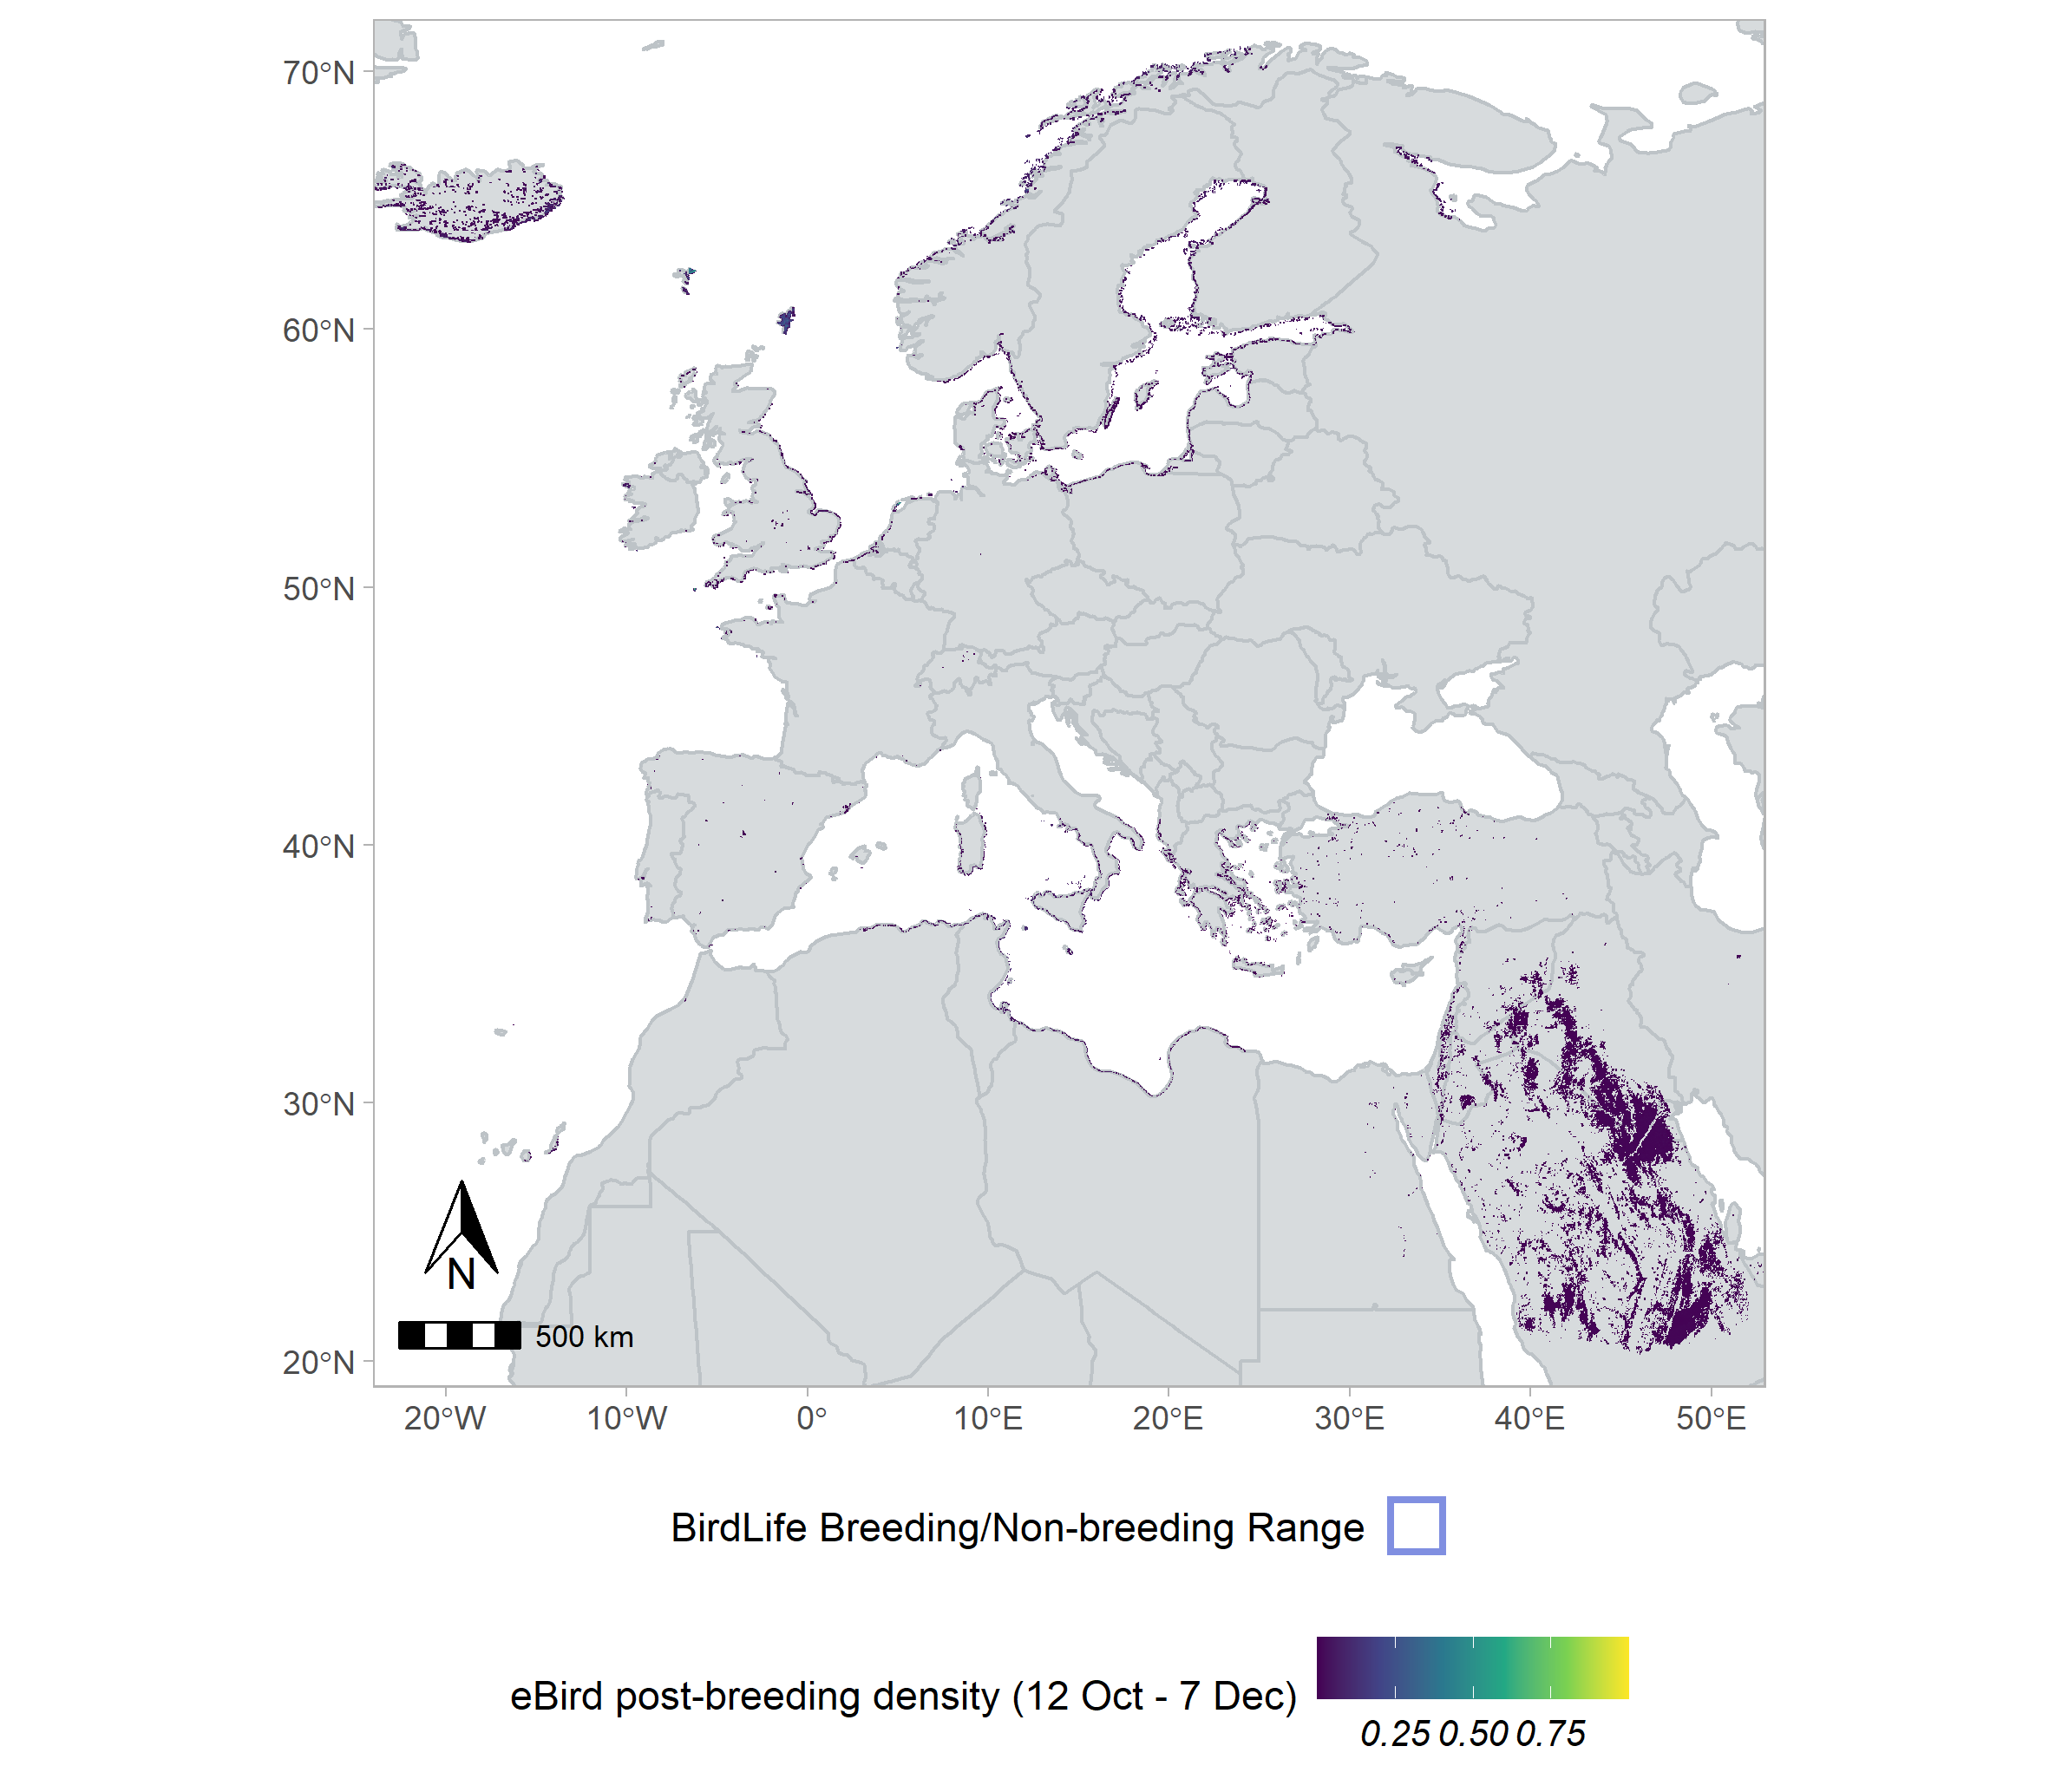 70°N
60°N
50°N
40°N
30°N
20°N
N
500 km
20°W 10°W 0° 10°E 20°E 30°E 40°E 50°E
BirdLife Breeding/Non-breeding Range
eBird post-breeding density (12 Oct - 7 Dec)
0.25 0.50 0.75